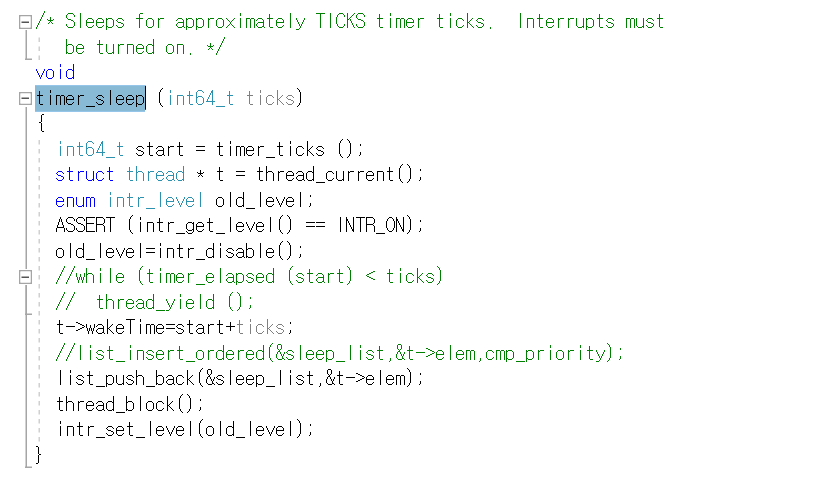 /* Sleeps for approximately TICKS timer ticks.  Interrupts must
be turned on. */
void
timer_sleep (int64_t ticks)
{
int64_t start = timer_ticks ();
struct thread * t = thread_current();
enum intr_level old_level;
ASSERT (intr_get_level() == INTR_ON);
old_level=intr_disable();
//while (timer_elapsed (start) < ticks)
//  thread_yield ();
t->wakeTime=start+ticks;
//list_insert_ordered(&sleep_list,&t->elem,cmp_priority);
list_push_back(&sleep_list,&t->elem);
thread_block();
intr_set_level(old_level);
}